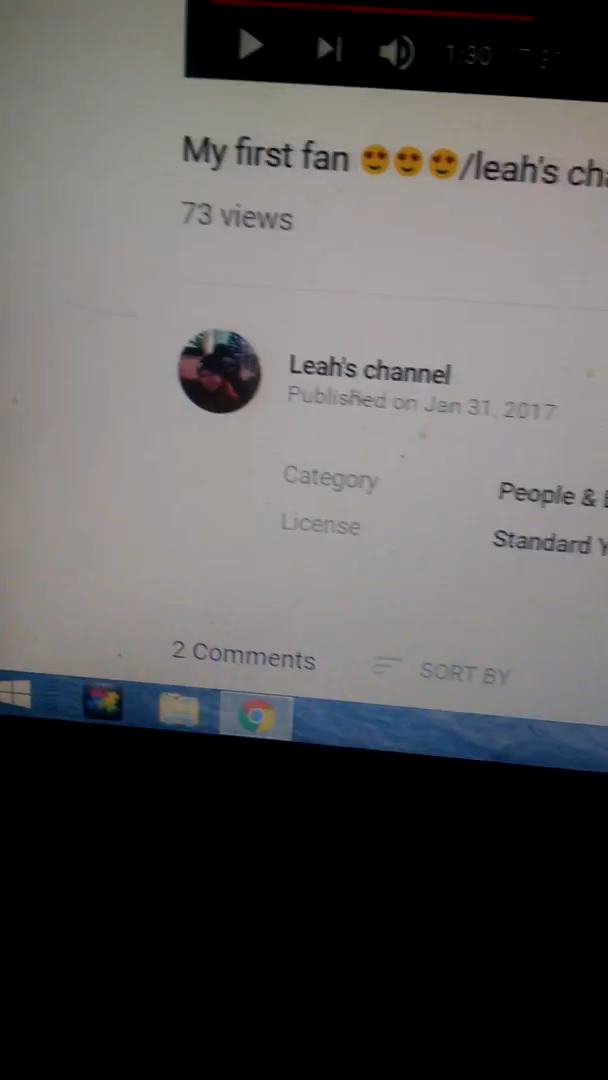 1:30
My first fan 😍😍😍/leah's cha
73 views
Leah's channel
Published on Jan 31, 2017
Category People &
License Standard Y
2 Comments SORT BY